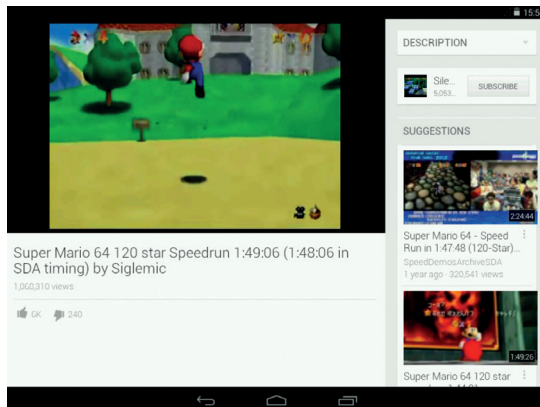 15:5
DESCRIPTION
Sile...
5,053...
SUBSCRIBE
SUGGESTIONS
2:24:44
Super Mario 64 - Speed
Run in 1:47:48 (120-Star)...
SpeedDemosArchiveSDA
1 year ago · 320,541 views
1:49:26
Super Mario 64 120 star
Super Mario 64 120 star Speedrun 1:49:06 (1:48:06 in
SDA timing) by Siglemic
1,060,310 views
6K
240